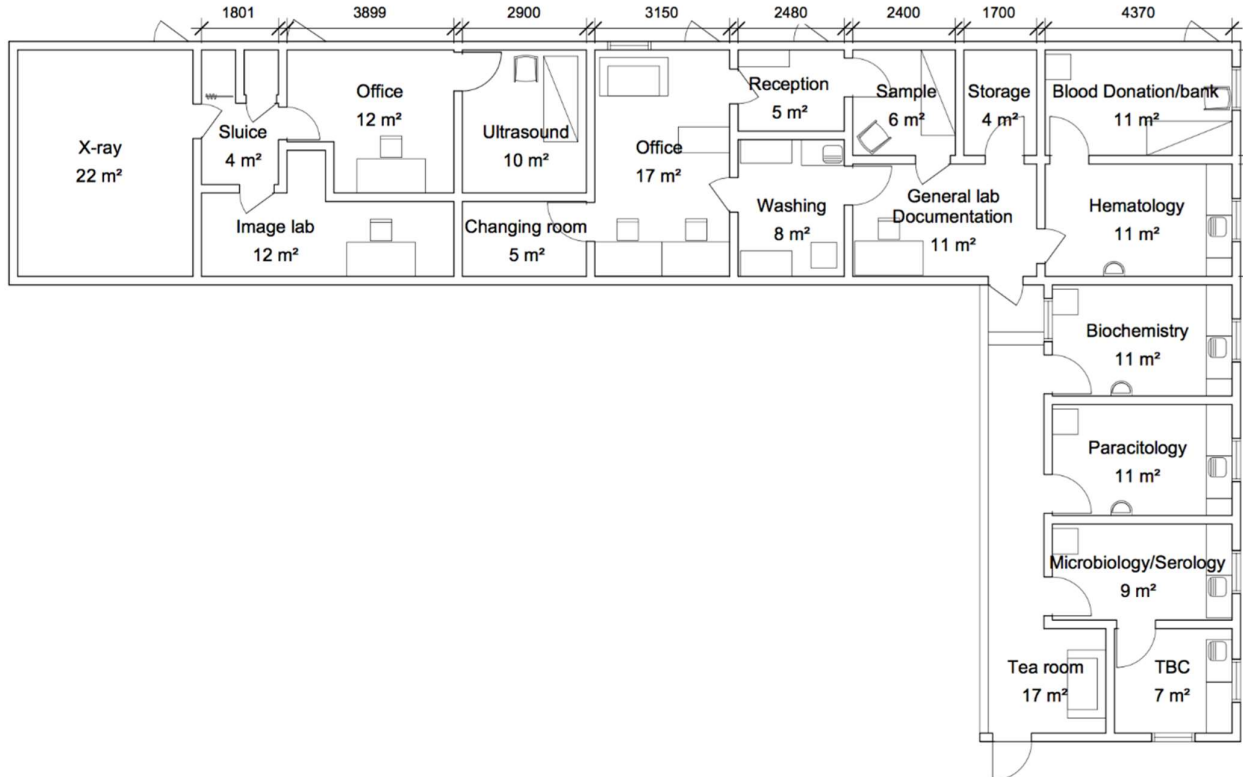 1801 3899 2900 3150 2480 2400 1700 4370
X-ray
22 m²
Sluice
4 m²
Office
12 m²
Image lab
12 m²
Ultrasound
10 m²
Changing room
5 m²
Office
17 m²
Reception
5 m²
Washing
8 m²
Sample
6 m²
Storage
4 m²
General lab
Documentation
11 m²
Blood Donation/bank
11 m²
Hematology
11 m²
Biochemistry
11 m²
Paracitology
11 m²
Microbiology/Serology
9 m²
Tea room
17 m²
TBC
7 m²